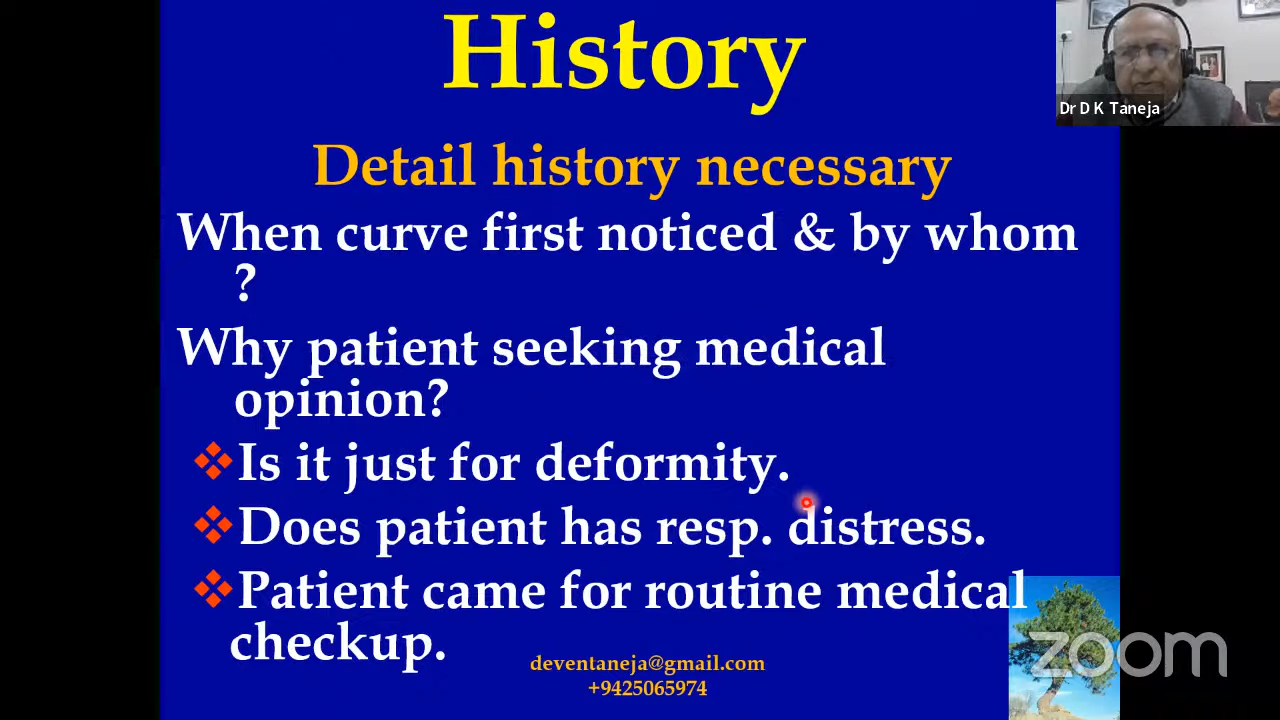 History
Dr D K Taneja
Detail history necessary
When curve first noticed & by whom
?
Why patient seeking medical
opinion?
❖Is it just for deformity.
❖Does patient has resp. distress.
❖Patient came for routine medical
checkup.
deventaneja@gmail.com
+9425065974
zoom